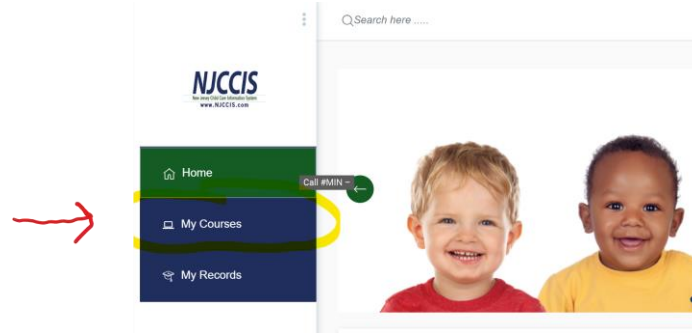 Search here .....
NJCCIS
New Jersey Child Care Information System
www.NJCCIS.com
Home
Call #MIN ~
My Courses
My Records